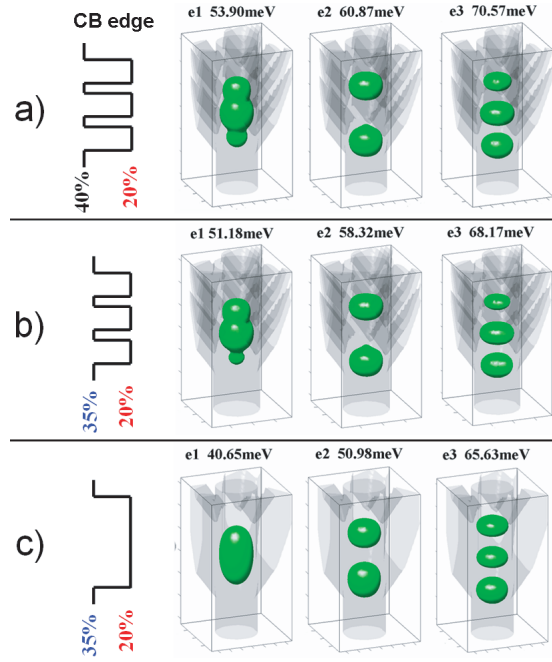 CB edge
e1 53.90meV
e2 60.87meV
e3 70.57meV
a)
40%
20%
e1 51.18meV
e2 58.32meV
e3 68.17meV
b)
35%
20%
e1 40.65meV
e2 50.98meV
e3 65.63meV
c)
35%
20%